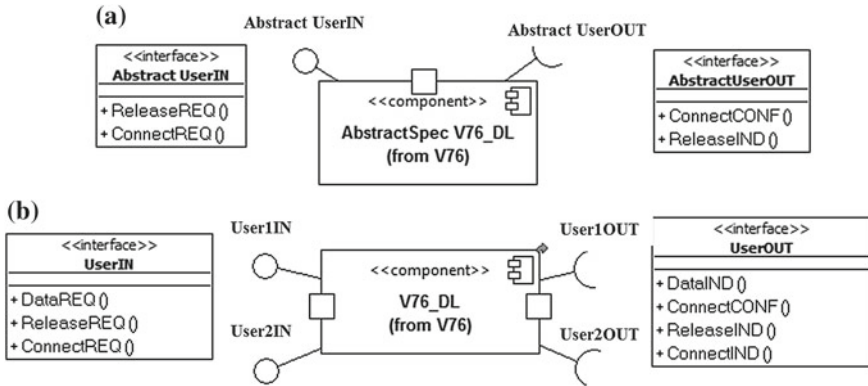 (a)
Abstract UserIN
Abstract UserOUT
<<interface>>
Abstract UserIN
+ ReleaseREQ()
+ ConnectREQ()
<<component>>
AbstractSpec V76_DL
(from V76)
<<interface>>
AbstractUserOUT
+ ConnectCONF()
+ ReleaseIND()
(b)
User1IN
User1OUT
<<interface>>
UserIN
+ DataREQ()
+ ReleaseREQ()
+ ConnectREQ()
<<component>>
V76_DL
(from V76)
<<interface>>
UserOUT
+ DataIND()
+ ConnectCONF()
+ ReleaseIND()
+ ConnectIND()
User2IN
User2OUT